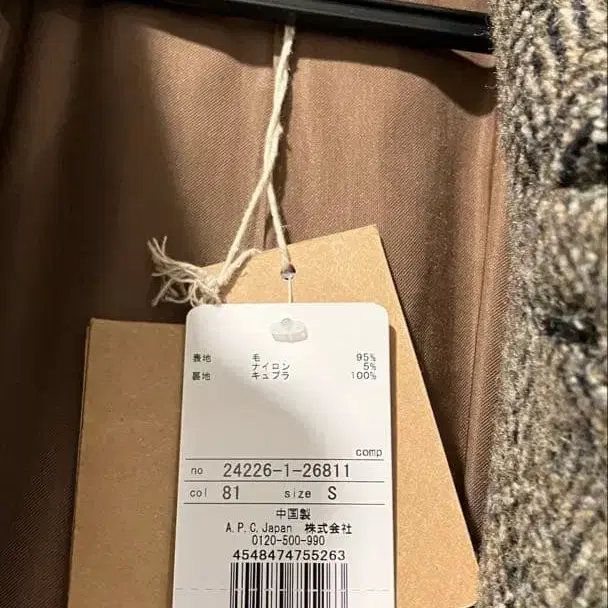 表地 毛 95%
ナイロン 5%
裏地 キュプラ 100%
comp
no 24226-1-26811
col 81 size S
中国製
A.P.C.Japan 株式会社
0120-500-990
4548474755263